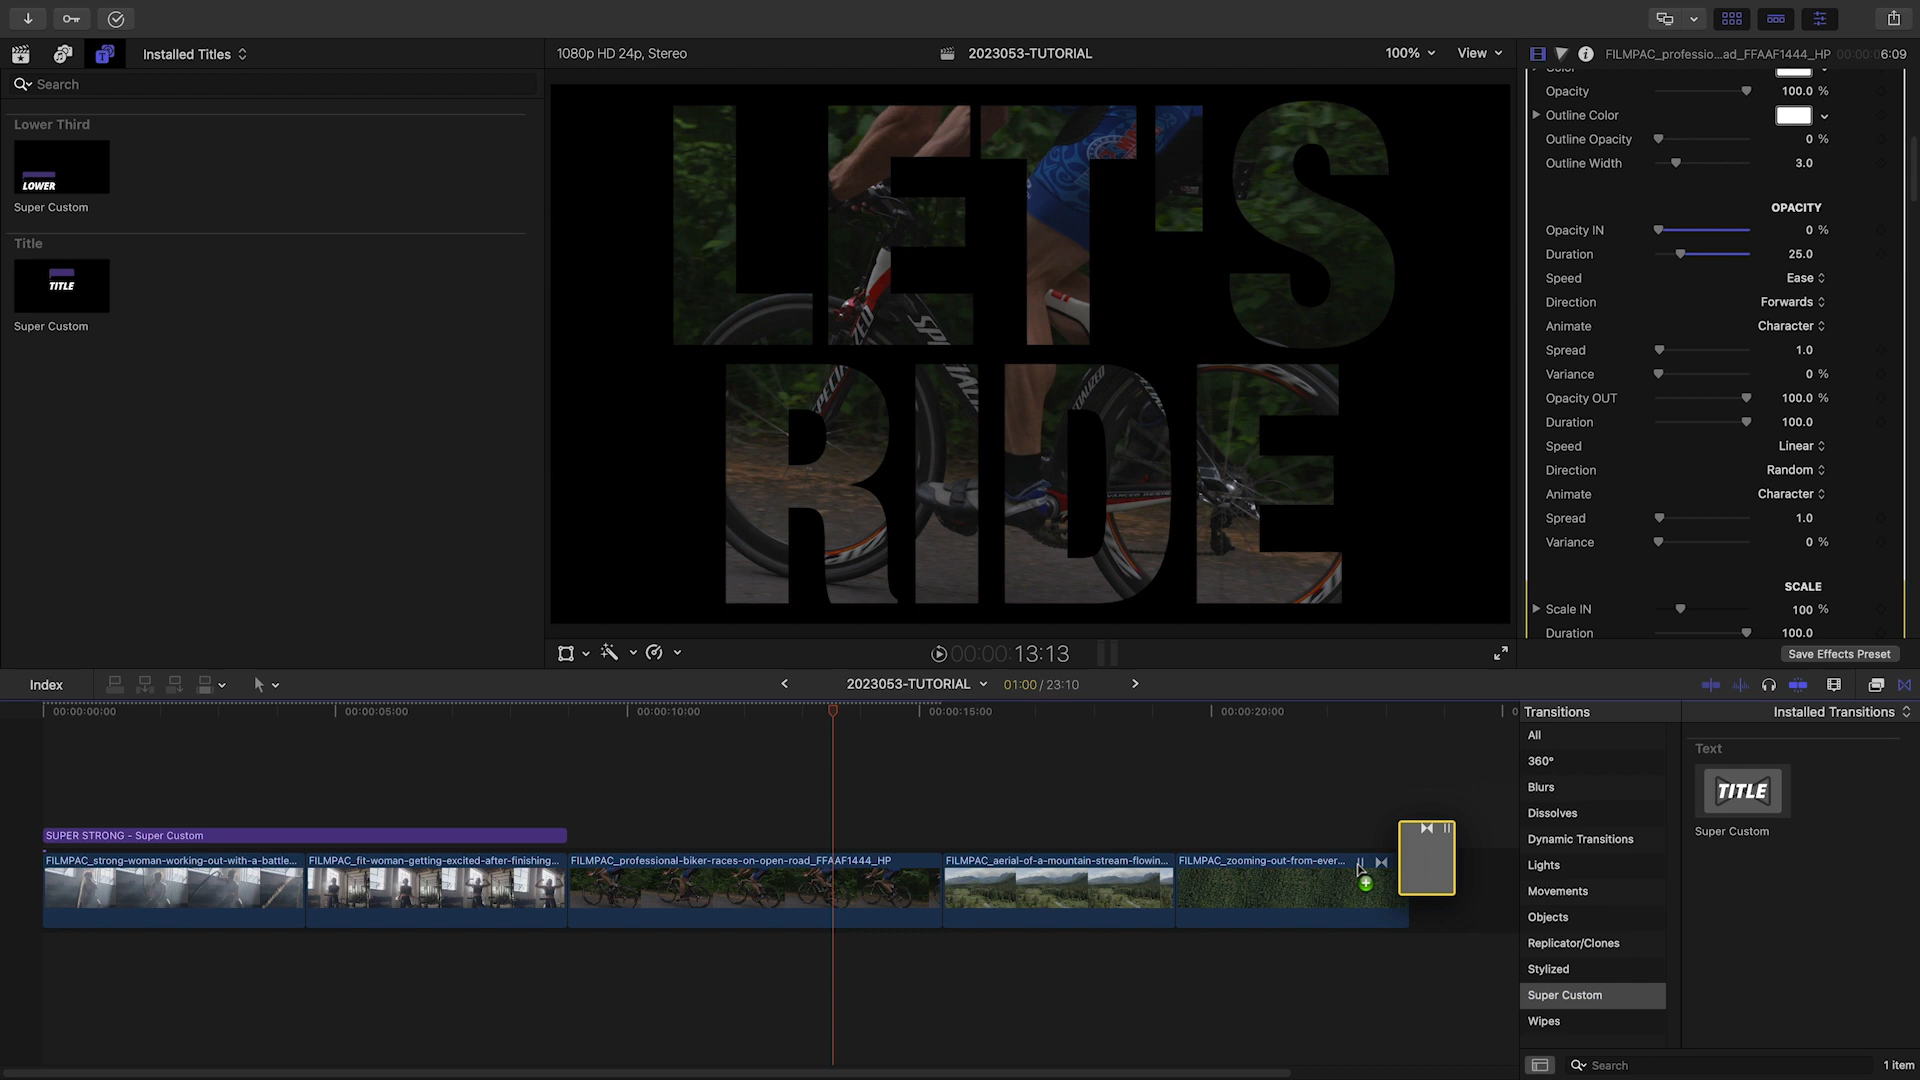 Installed Titles
1080p HD 24p, Stereo
2023053-TUTORIAL
100%
View
FILMPAC_professio...ad_FFAAF1444_HP
00:00:06:09
Search
Lower Third
LOWER
Super Custom
Title
TITLE
Super Custom
LET'S
RIDE
Color
Opacity 100.0 %
Outline Color
Outline Opacity 0 %
Outline Width 3.0
OPACITY
Opacity IN 0 %
Duration 25.0
Speed Ease
Direction Forwards
Animate Character
Spread 1.0
Variance 0 %
Opacity OUT 100.0 %
Duration 100.0
Speed Linear
Direction Random
Animate Character
Spread 1.0
Variance 0 %
SCALE
Scale IN 100 %
Duration 100.0
Save Effects Preset
00:00:13:13
Index
2023053-TUTORIAL
01:00 / 23:10
00:00:00:00
00:00:05:00
00:00:10:00
00:00:15:00
00:00:20:00
SUPER STRONG - Super Custom
FILMPAC_strong-woman-working-out-with-a-battle...
FILMPAC_fit-woman-getting-excited-after-finishing...
FILMPAC_professional-biker-races-on-open-road_FFAAF1444_HP
FILMPAC_aerial-of-a-mountain-stream-flowin...
FILMPAC_zooming-out-from-ever...
Transitions
Installed Transitions
All
360°
Blurs
Dissolves
Dynamic Transitions
Lights
Movements
Objects
Replicator/Clones
Stylized
Super Custom
Wipes
Text
TITLE
Super Custom
Search
1 item